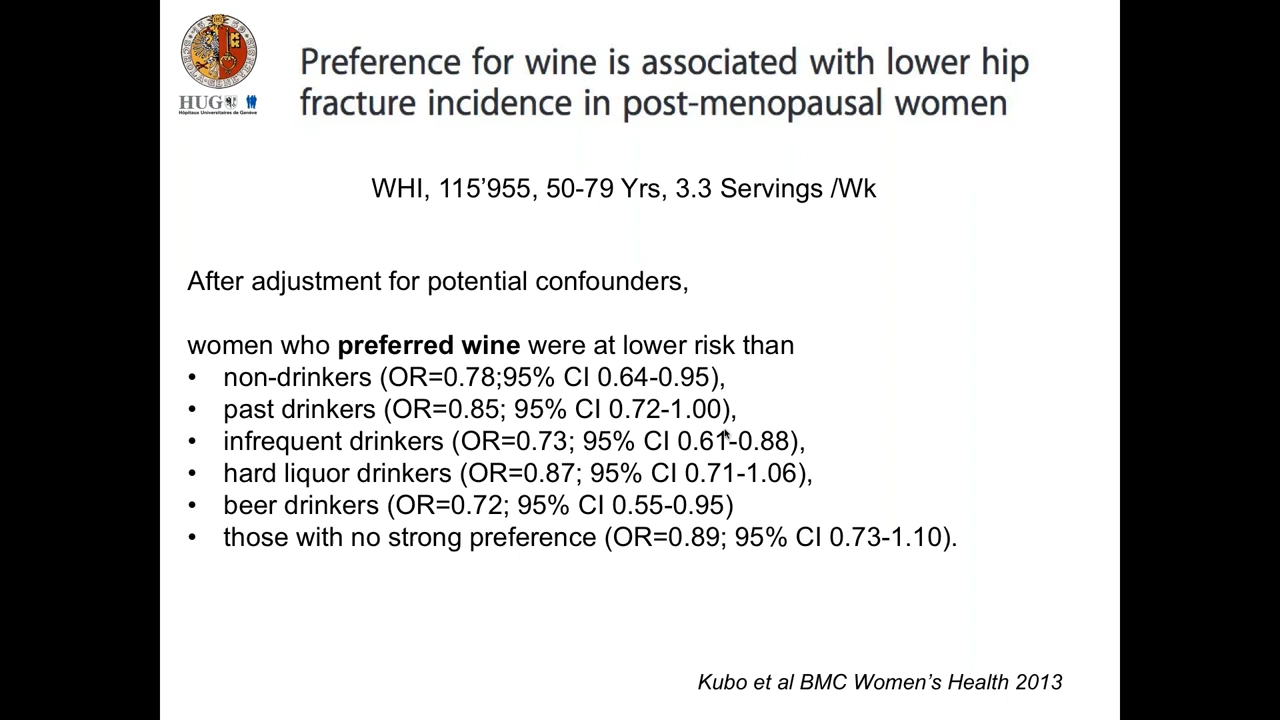 HUG
Hôpitaux Universitaires de Genève
Preference for wine is associated with lower hip
fracture incidence in post-menopausal women
WHI, 115’955, 50-79 Yrs, 3.3 Servings /Wk
After adjustment for potential confounders,
women who preferred wine were at lower risk than
• non-drinkers (OR=0.78;95% CI 0.64-0.95),
• past drinkers (OR=0.85; 95% CI 0.72-1.00),
• infrequent drinkers (OR=0.73; 95% CI 0.61-0.88),
• hard liquor drinkers (OR=0.87; 95% CI 0.71-1.06),
• beer drinkers (OR=0.72; 95% CI 0.55-0.95)
• those with no strong preference (OR=0.89; 95% CI 0.73-1.10).
Kubo et al BMC Women’s Health 2013